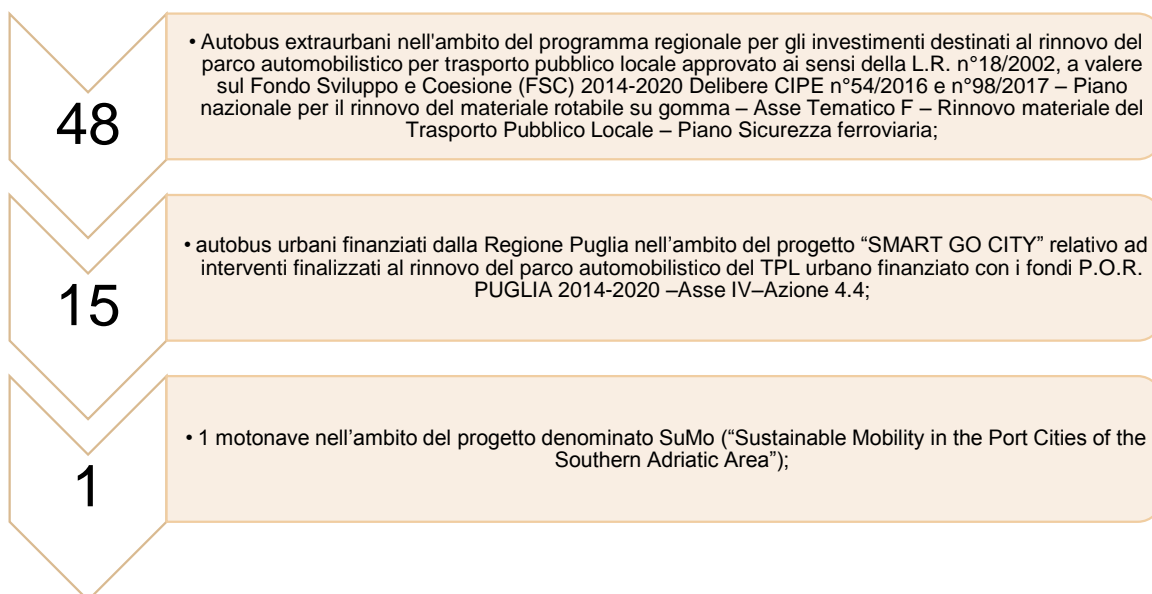 48
• Autobus extraurbani nell'ambito del programma regionale per gli investimenti destinati al rinnovo del
parco automobilistico per trasporto pubblico locale approvato ai sensi della L.R. n°18/2002, a valere
sul Fondo Sviluppo e Coesione (FSC) 2014-2020 Delibere CIPE n°54/2016 e n°98/2017 – Piano
nazionale per il rinnovo del materiale rotabile su gomma – Asse Tematico F – Rinnovo materiale del
Trasporto Pubblico Locale – Piano Sicurezza ferroviaria;
15
• autobus urbani finanziati dalla Regione Puglia nell’ambito del progetto “SMART GO CITY” relativo ad
interventi finalizzati al rinnovo del parco automobilistico del TPL urbano finanziato con i fondi P.O.R.
PUGLIA 2014-2020 –Asse IV–Azione 4.4;
1
• 1 motonave nell’ambito del progetto denominato SuMo (“Sustainable Mobility in the Port Cities of the
Southern Adriatic Area”);